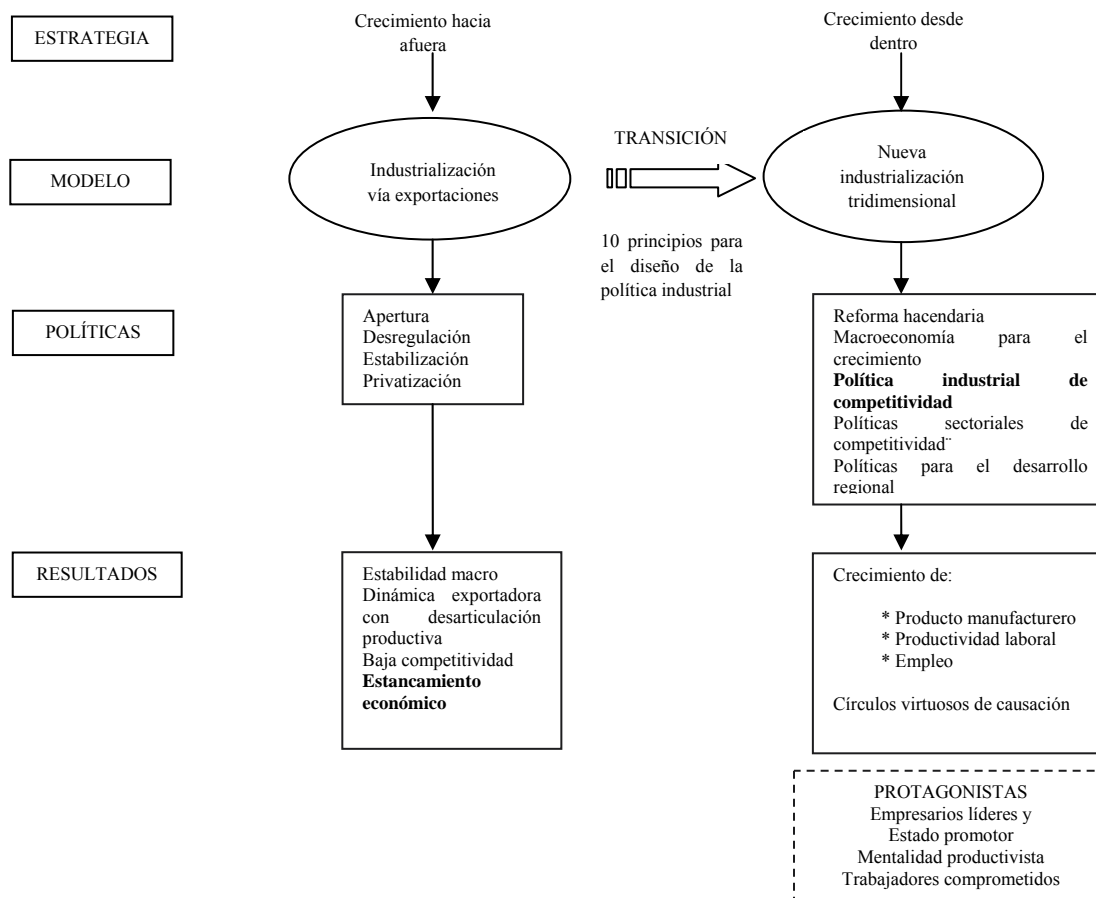 ESTRATEGIA
Crecimiento hacia
afuera
Crecimiento desde
dentro
MODELO
Industrialización
vía exportaciones
TRANSICIÓN
10 principios para
el diseño de la
política industrial
Nueva
industrialización
tridimensional
POLÍTICAS
Apertura
Desregulación
Estabilización
Privatización
Reforma hacendaria
Macroeconomía para el
crecimiento
Política industrial de
competitividad
Políticas sectoriales de
competitividad¨
Políticas para el desarrollo
regional
RESULTADOS
Estabilidad macro
Dinámica exportadora
con desarticulación
productiva
Baja competitividad
Estancamiento
económico
Crecimiento de:
* Producto manufacturero
* Productividad laboral
* Empleo
Círculos virtuosos de causación
PROTAGONISTAS
Empresarios líderes y
Estado promotor
Mentalidad productivista
Trabajadores comprometidos